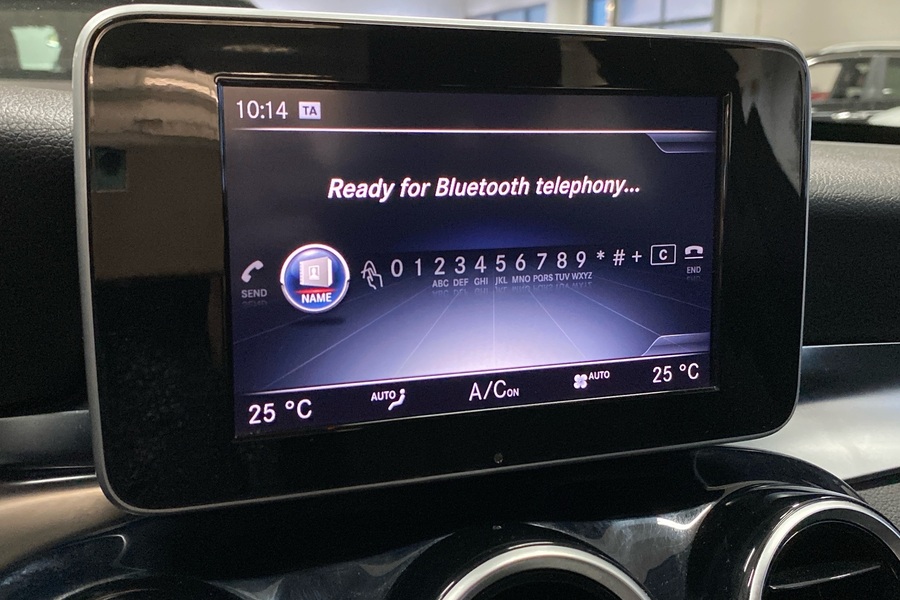 10:14 TA
Ready for Bluetooth telephony...
SEND NAME 0 1 2 3 4 5 6 7 8 9 * # + C END
ABC DEF GHI JKL MNO PQRS TUV WXYZ
25 °C AUTO A/C ON AUTO 25 °C